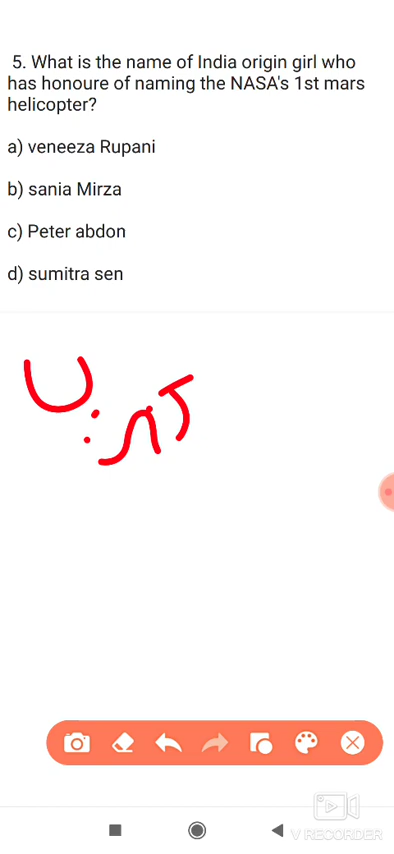 5. What is the name of India origin girl who
has honoure of naming the NASA's 1st mars
helicopter?
a) veneeza Rupani
b) sania Mirza
c) Peter abdon
d) sumitra sen
V RECORDER